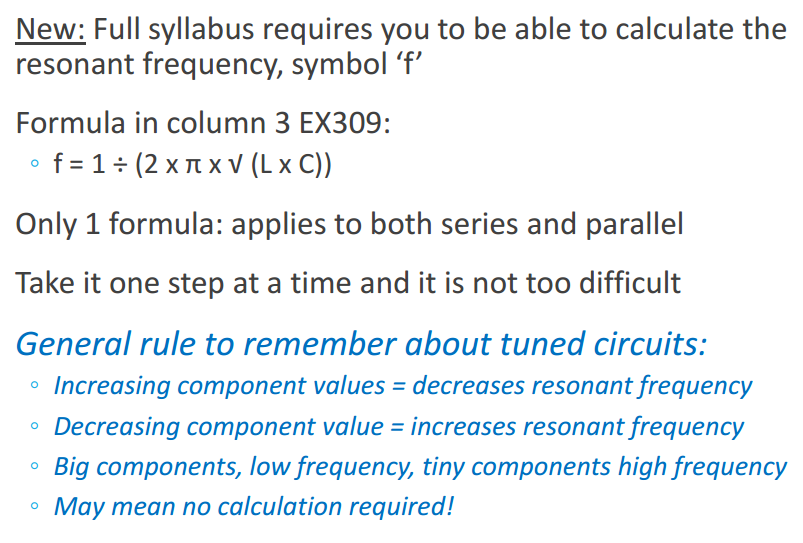 New: Full syllabus requires you to be able to calculate the
resonant frequency, symbol ‘f’
Formula in column 3 EX309:
◦ f = 1 ÷ (2 x π x √ (L x C))
Only 1 formula: applies to both series and parallel
Take it one step at a time and it is not too difficult
General rule to remember about tuned circuits:
◦ Increasing component values = decreases resonant frequency
◦ Decreasing component value = increases resonant frequency
◦ Big components, low frequency, tiny components high frequency
◦ May mean no calculation required!